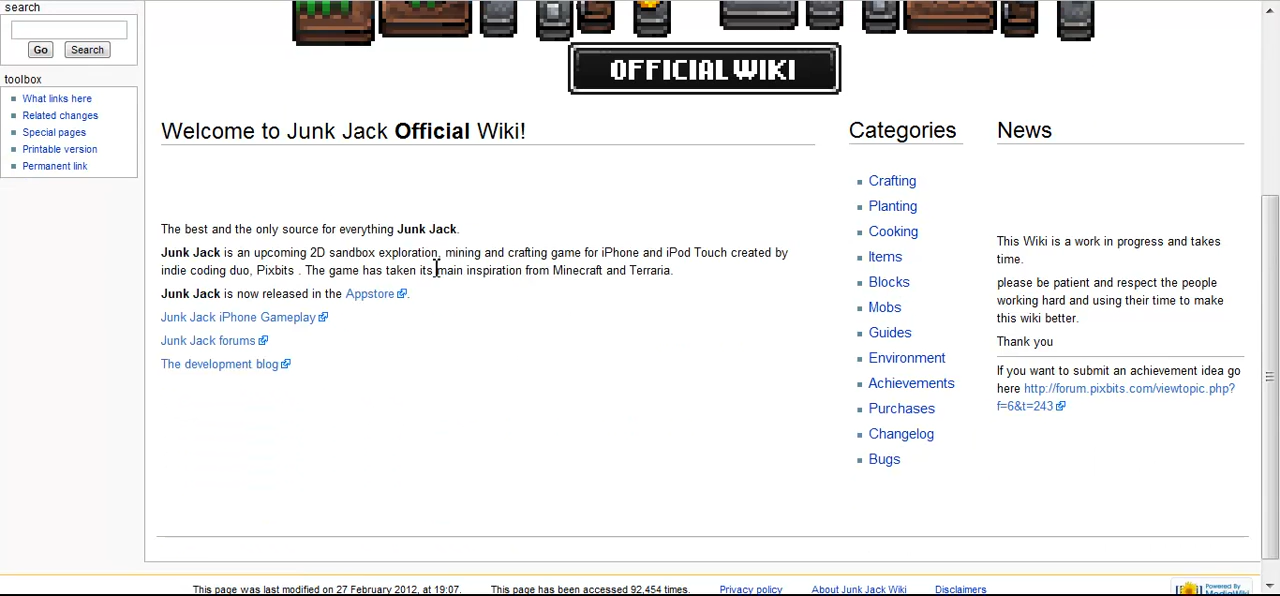 search
Go
Search
toolbox
What links here
Related changes
Special pages
Printable version
Permanent link
OFFICIAL WIKI
Welcome to Junk Jack Official Wiki!
The best and the only source for everything Junk Jack.
Junk Jack is an upcoming 2D sandbox exploration, mining and crafting game for iPhone and iPod Touch created by
indie coding duo, Pixbits . The game has taken its main inspiration from Minecraft and Terraria.
Junk Jack is now released in the Appstore.
Junk Jack iPhone Gameplay
Junk Jack forums
The development blog
Categories
Crafting
Planting
Cooking
Items
Blocks
Mobs
Guides
Environment
Achievements
Purchases
Changelog
Bugs
News
This Wiki is a work in progress and takes
time.
please be patient and respect the people
working hard and using their time to make
this wiki better.
Thank you
If you want to submit an achievement idea go
here http://forum.pixbits.com/viewtopic.php?
f=6&t=243
This page was last modified on 27 February 2012, at 19:07.
This page has been accessed 92,454 times.
Privacy policy
About Junk Jack Wiki
Disclaimers
Powered By
MediaWiki